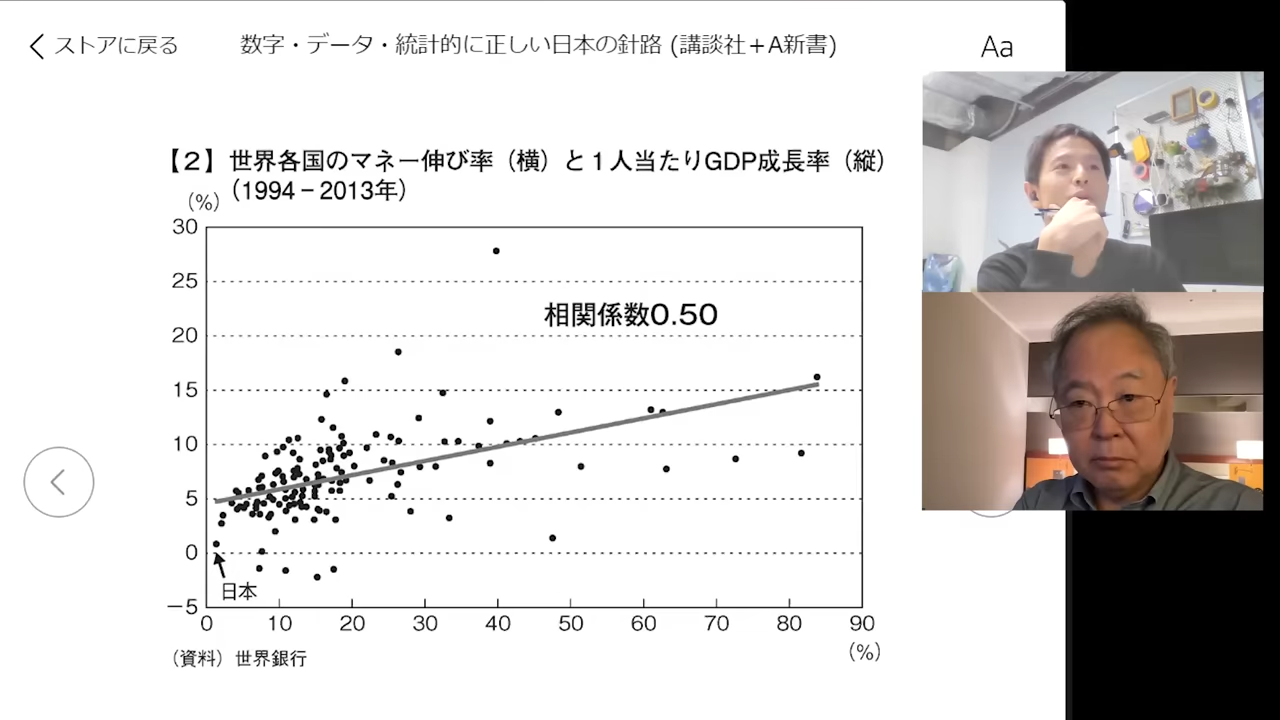 ストアに戻る
数字・データ・統計的に正しい日本の針路 (講談社+A新書)
Aa
【2】世界各国のマネー伸び率（横）と1人当たりGDP成長率（縦）
(%)
（1994－2013年）
30
25
20
15
10
5
0
－5
相関係数0.50
日本
0 10 20 30 40 50 60 70 80 90
(%)
（資料）世界銀行